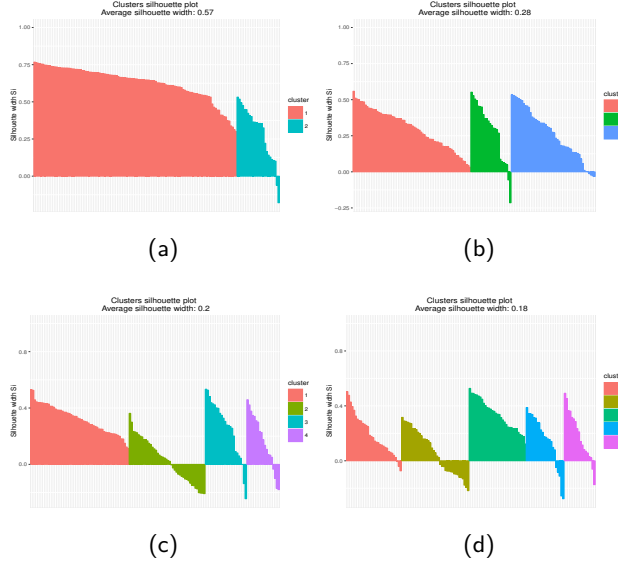 Clusters silhouette plot
Average silhouette width: 0.57
1.00
0.75
0.50
0.25
0.00
Silhouette width Si
cluster
1
2
(a)
Clusters silhouette plot
Average silhouette width: 0.28
1.00
0.75
0.50
0.25
0.00
−0.25
Silhouette width Si
clus
(b)
Clusters silhouette plot
Average silhouette width: 0.2
0.8
0.4
0.0
Silhouette width Si
cluster
1
2
3
4
(c)
Clusters silhouette plot
Average silhouette width: 0.18
0.8
0.4
0.0
Silhouette width Si
clust
(d)